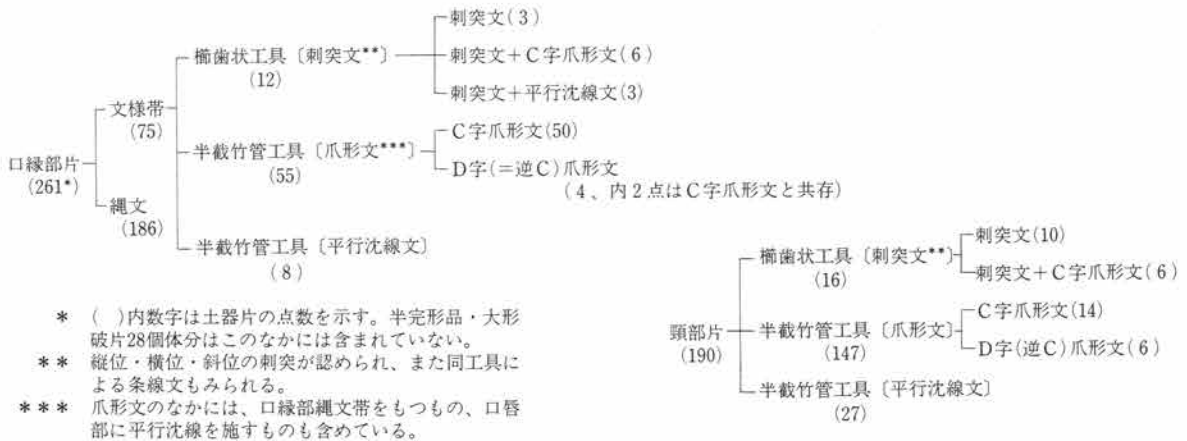 口縁部片
(261*)
文様帯
(75)
縄文
(186)
櫛歯状工具〔刺突文**〕
(12)
刺突文(3)
刺突文+C字爪形文(6)
刺突文+平行沈線文(3)
半截竹管工具〔爪形文***〕
(55)
C字爪形文(50)
D字(=逆C)爪形文
(4、内2点はC字爪形文と共存)
半截竹管工具〔平行沈線文〕
(8)
* ( )内数字は土器片の点数を示す。半完形品・大形
破片28個体分はこのなかには含まれていない。
** 縦位・横位・斜位の刺突が認められ、また同工具に
よる条線文もみられる。
*** 爪形文のなかには、口縁部縄文帯をもつもの、口唇
部に平行沈線を施すものも含めている。
頸部片
(190)
櫛歯状工具〔刺突文**〕
(16)
刺突文(10)
刺突文+C字爪形文(6)
半截竹管工具〔爪形文〕
(147)
C字爪形文(14)
D字(逆C)爪形文(6)
半截竹管工具〔平行沈線文〕
(27)